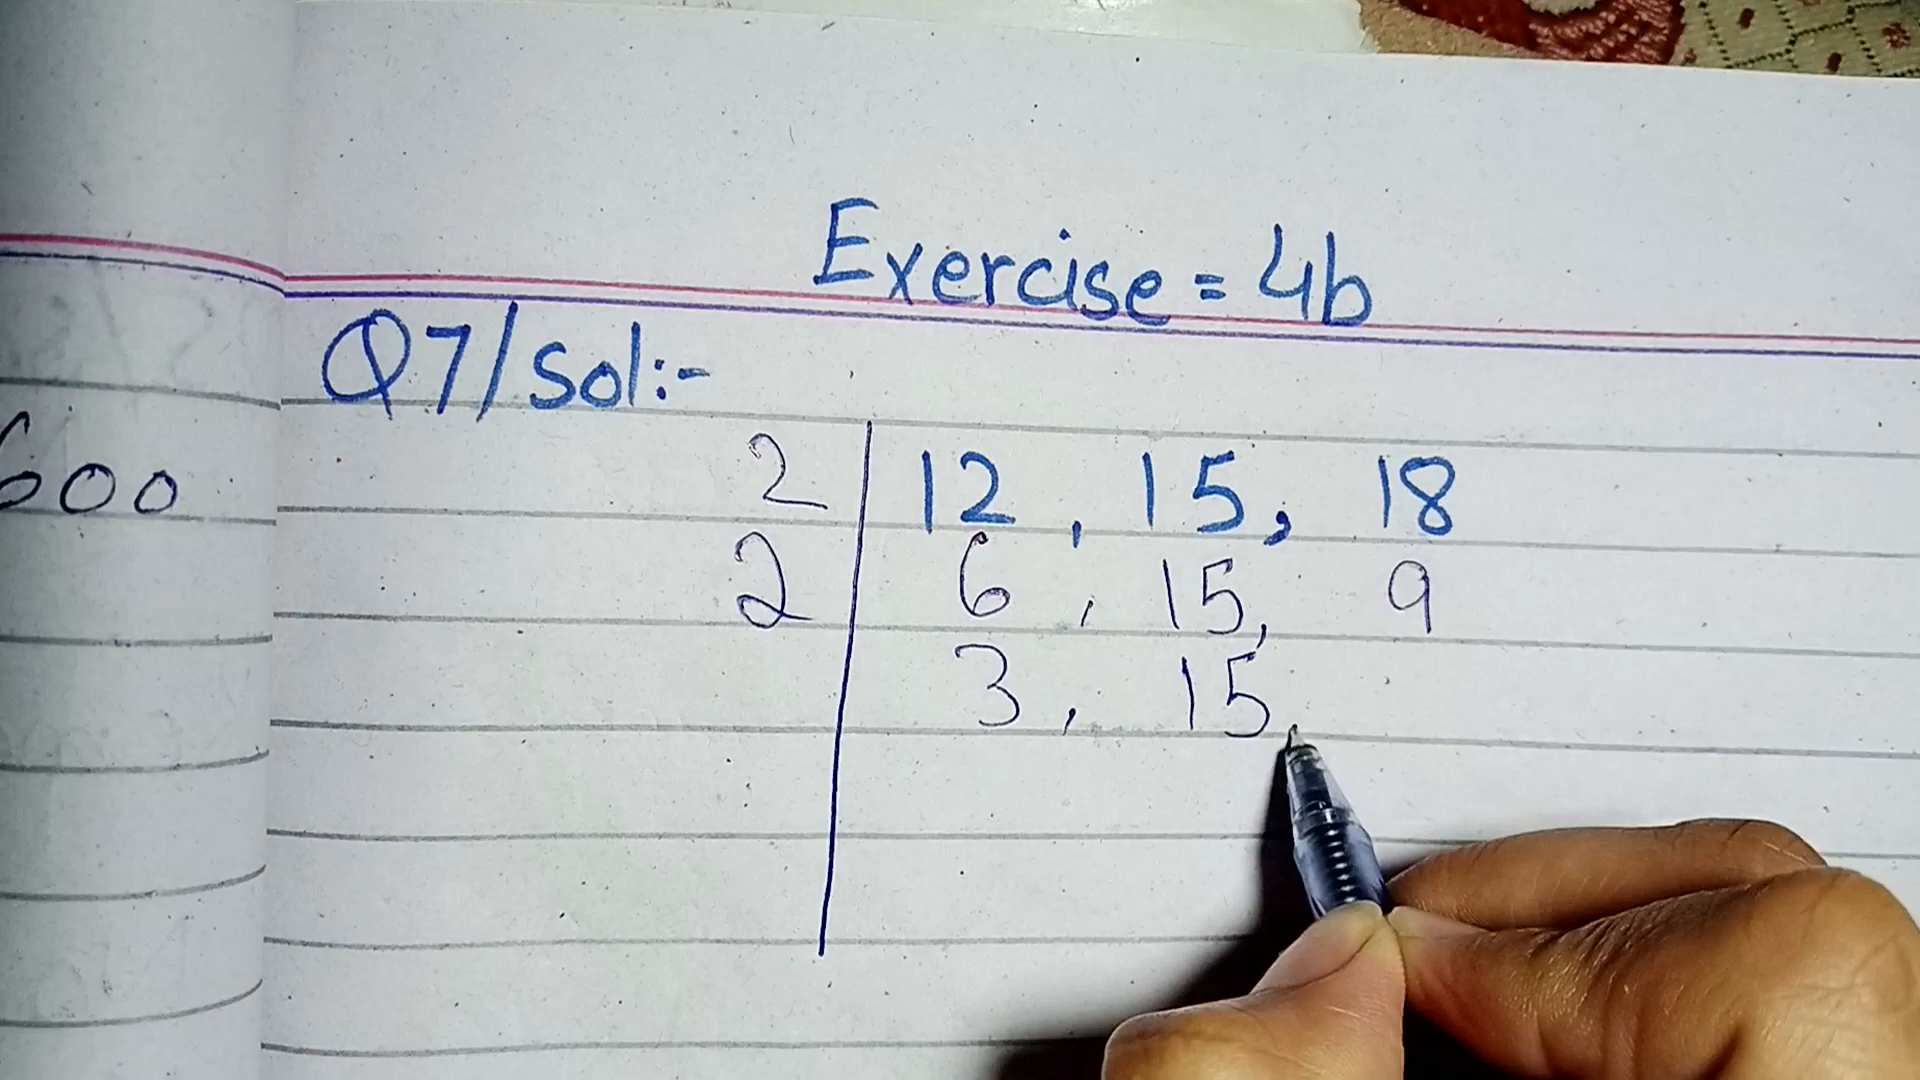 Exercise = 4b
Q7/Sol:-
600
2 | 12, 15, 18
2 | 6, 15, 9
3, 15,